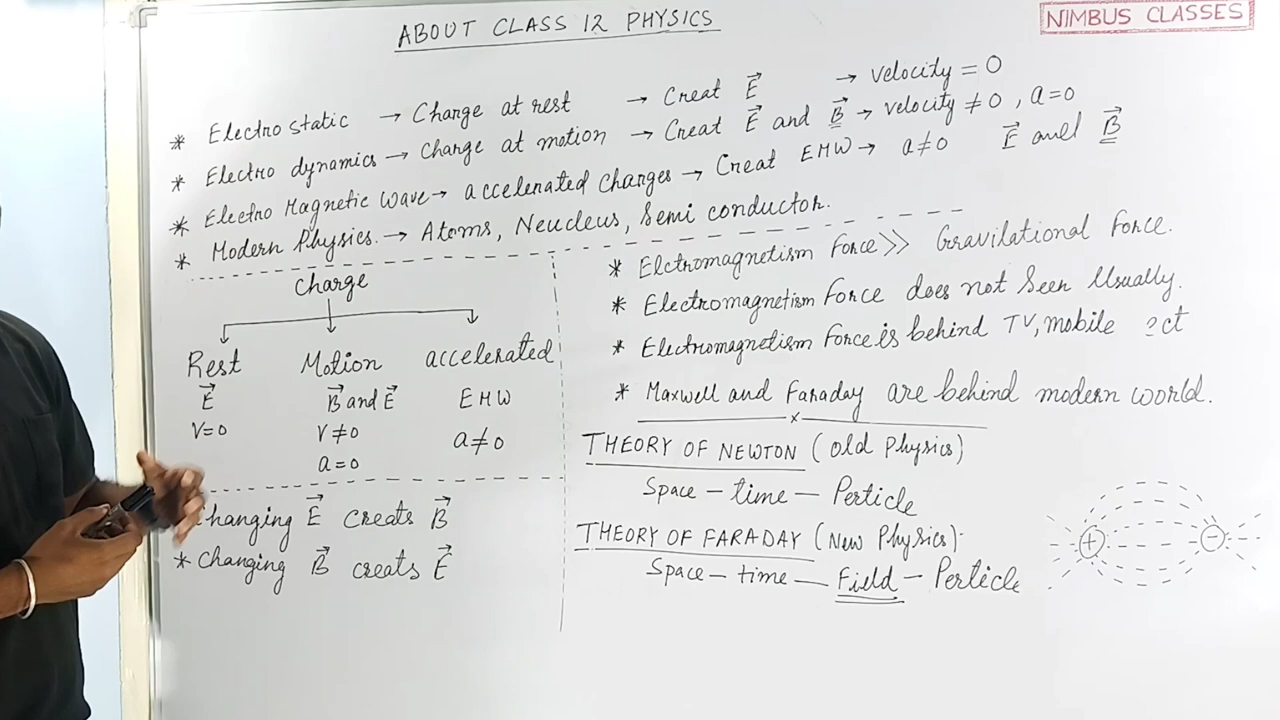 ABOUT CLASS 12 PHYSICS
NIMBUS CLASSES
* Electrostatic → Charge at rest → Creat E⃗ → velocity = 0
* Electro dynamics → Charge at motion → Creat E⃗ and B⃗ → velocity ≠ 0, a=0
* Electro Magnetic wave → accelerated charges → Creat EMW → a≠0 E⃗ and B⃗
* Modern Physics. → Atoms, Neucleus, Semi conductor.
Charge
Rest Motion accelerated
E⃗ B⃗ and E⃗ EMW
V=0 V≠0 a≠0
a=0
Changing E⃗ creats B⃗
* Changing B⃗ creats E⃗
* Elctromagnetism Force >> Gravilational Force.
* Electromagnetism Force does not Seen Usually.
* Electromagnetism Force is behind TV, mobile
* Maxwell and Faraday are behind modern world.
x
THEORY OF NEWTON (Old Physics)
Space – time – Perticle
THEORY OF FARADAY (New Physics)
Space – time – Field – Perticle
+ −